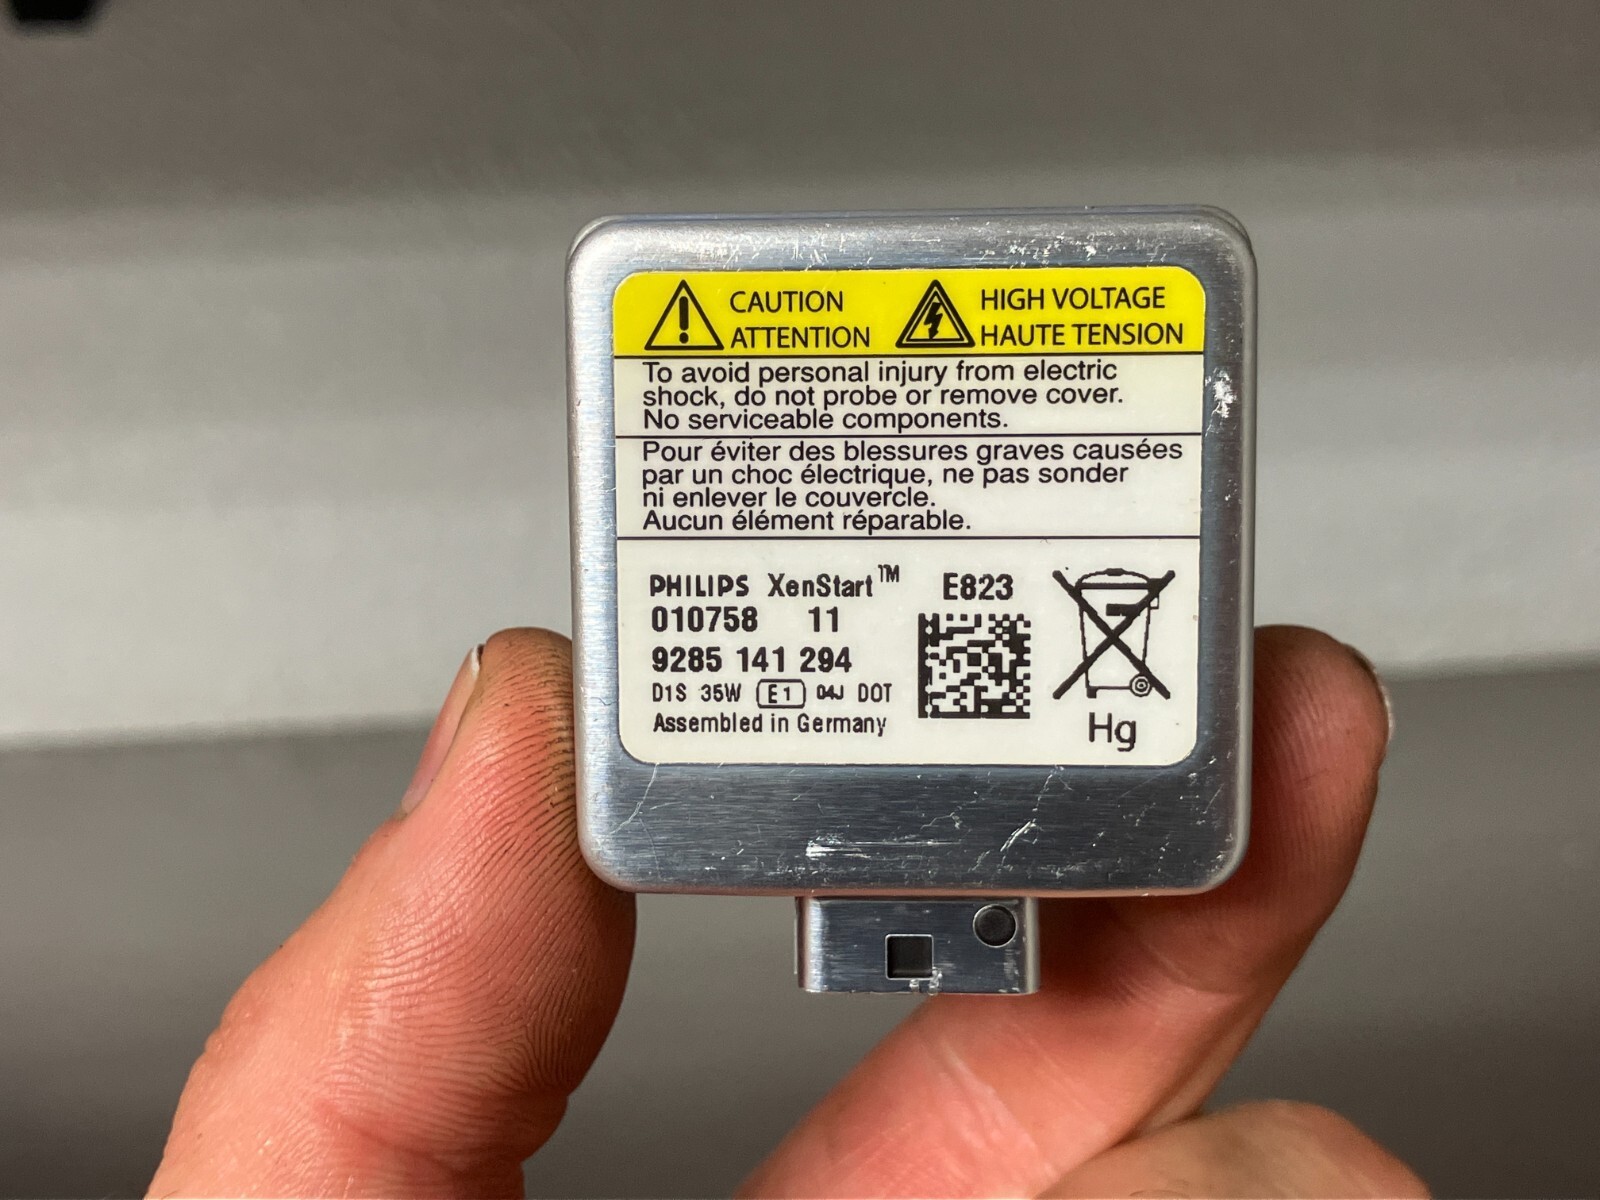 CAUTION
ATTENTION
HIGH VOLTAGE
HAUTE TENSION
To avoid personal injury from electric
shock, do not probe or remove cover.
No serviceable components.
Pour éviter des blessures graves causées
par un choc électrique, ne pas sonder
ni enlever le couvercle.
Aucun élément réparable.
PHILIPS XenStart™ E823
010758 11
9285 141 294
D1S 35W E1 04J DOT
Assembled in Germany
Hg